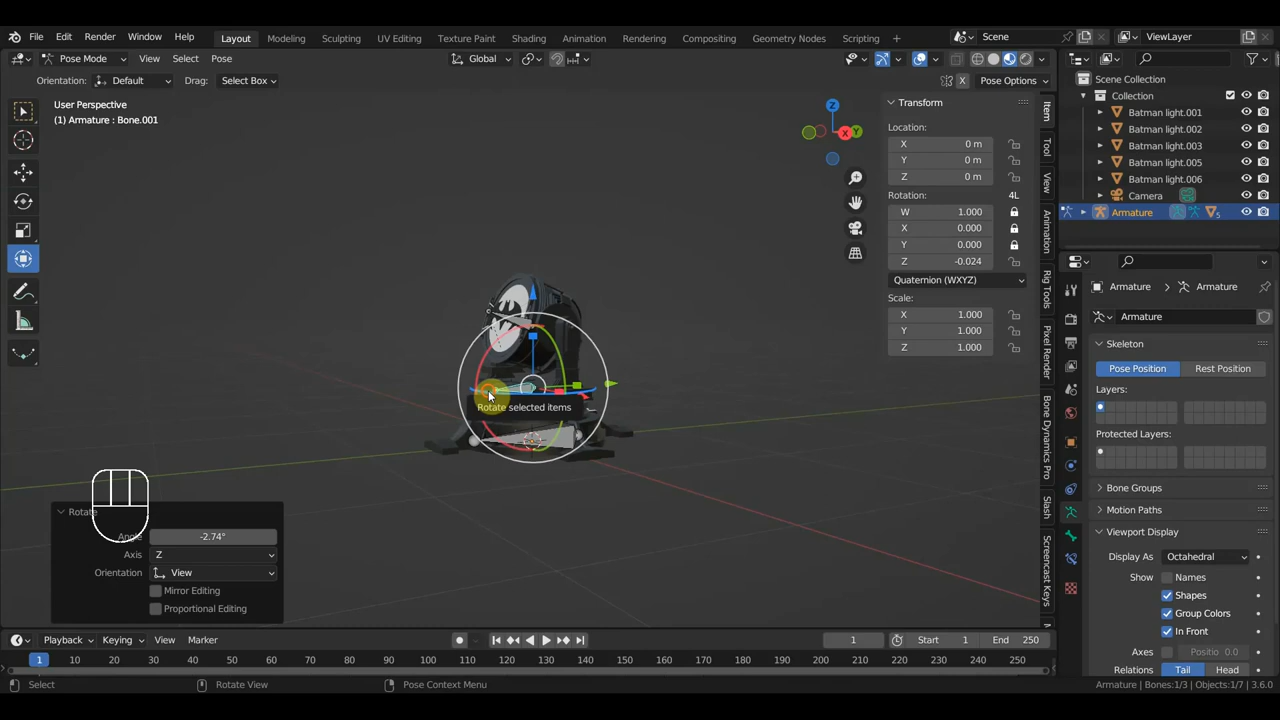 File Edit Render Window Help Layout Modeling Sculpting UV Editing Texture Paint Shading Animation Rendering Compositing Geometry Nodes Scripting + Scene ViewLayer
Pose Mode View Select Pose Global
Orientation: Default Drag: Select Box X Pose Options
User Perspective
(1) Armature : Bone.001
Z
X
Y
Rotate selected items
Transform
Location:
X 0 m
Y 0 m
Z 0 m
Rotation: 4L
W 1.000
X 0.000
Y 0.000
Z -0.024
Quaternion (WXYZ)
Scale:
X 1.000
Y 1.000
Z 1.000
Item
Tool
View
Animation
Rig Tools
Pixel Render
Bone Dynamics Pro
Slash
Screencast Keys
Scene Collection
Collection
Batman light.001
Batman light.002
Batman light.003
Batman light.005
Batman light.006
Camera
Armature 5
Armature > Armature
Armature
Skeleton
Pose Position Rest Position
Layers:
Protected Layers:
Bone Groups
Motion Paths
Viewport Display
Display As Octahedral
Show Names
Shapes
Group Colors
In Front
Axes Positio 0.0
Relations Tail Head
Rotate
Angle -2.74°
Axis Z
Orientation View
Mirror Editing
Proportional Editing
Playback Keying View Marker 1 Start 1 End 250
1 10 20 30 40 50 60 70 80 90 100 110 120 130 140 150 160 170 180 190 200 210 220 230 240 250
Select Rotate View Pose Context Menu Armature | Bones:1/3 | Objects:1/7 | 3.6.0